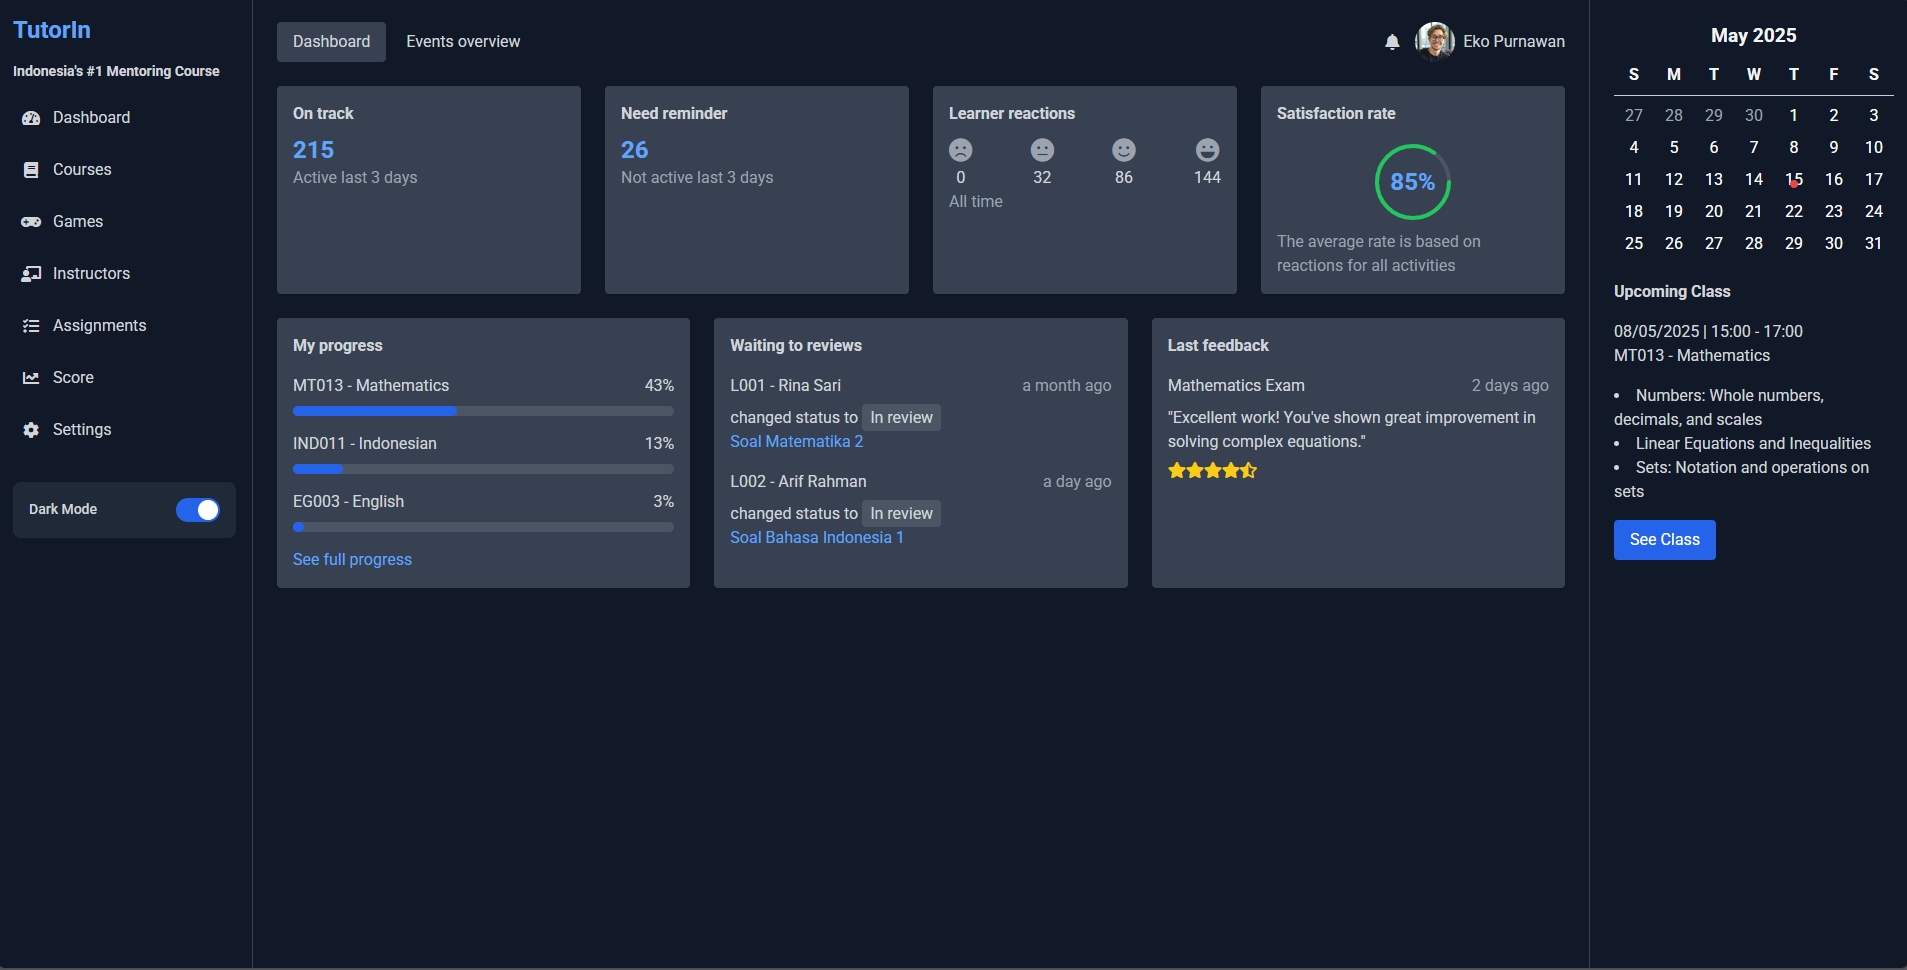 TutorIn
Indonesia's #1 Mentoring Course
Dashboard
Courses
Games
Instructors
Assignments
Score
Settings
Dark Mode
Dashboard
Events overview
Eko Purnawan
On track
215
Active last 3 days
Need reminder
26
Not active last 3 days
Learner reactions
0 32 86 144
All time
Satisfaction rate
85%
The average rate is based on
reactions for all activities
My progress
MT013 - Mathematics 43%
IND011 - Indonesian 13%
EG003 - English 3%
See full progress
Waiting to reviews
L001 - Rina Sari a month ago
changed status to In review
Soal Matematika 2
L002 - Arif Rahman a day ago
changed status to In review
Soal Bahasa Indonesia 1
Last feedback
Mathematics Exam 2 days ago
"Excellent work! You've shown great improvement in
solving complex equations."
May 2025
S M T W T F S
27 28 29 30 1 2 3
4 5 6 7 8 9 10
11 12 13 14 15 16 17
18 19 20 21 22 23 24
25 26 27 28 29 30 31
Upcoming Class
08/05/2025 | 15:00 - 17:00
MT013 - Mathematics
• Numbers: Whole numbers,
decimals, and scales
• Linear Equations and Inequalities
• Sets: Notation and operations on
sets
See Class